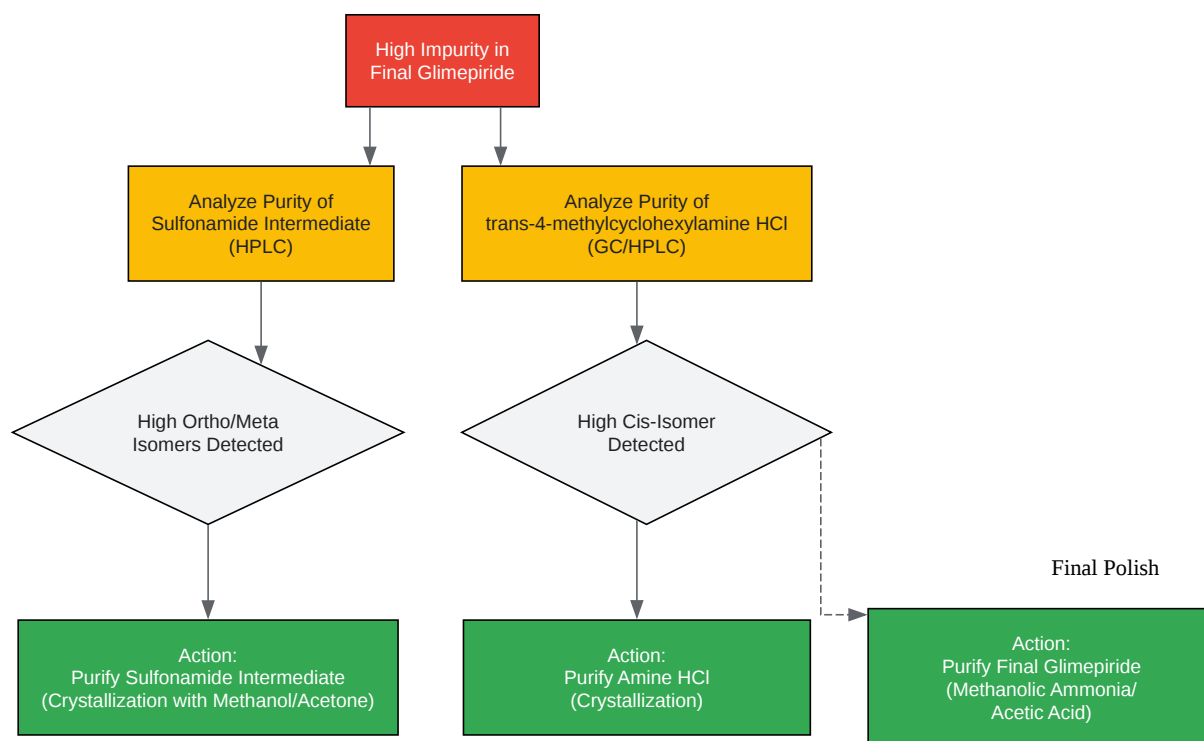 High Impurity in
Final Glimepiride
Analyze Purity of
Sulfonamide Intermediate
(HPLC)
Analyze Purity of
trans-4-methylcyclohexylamine HCl
(GC/HPLC)
High Ortho/Meta
Isomers Detected
High Cis-Isomer
Detected
Final Polish
Action:
Purify Sulfonamide Intermediate
(Crystallization with Methanol/Acetone)
Action:
Purify Amine HCl
(Crystallization)
Action:
Purify Final Glimepiride
(Methanolic Ammonia/
Acetic Acid)